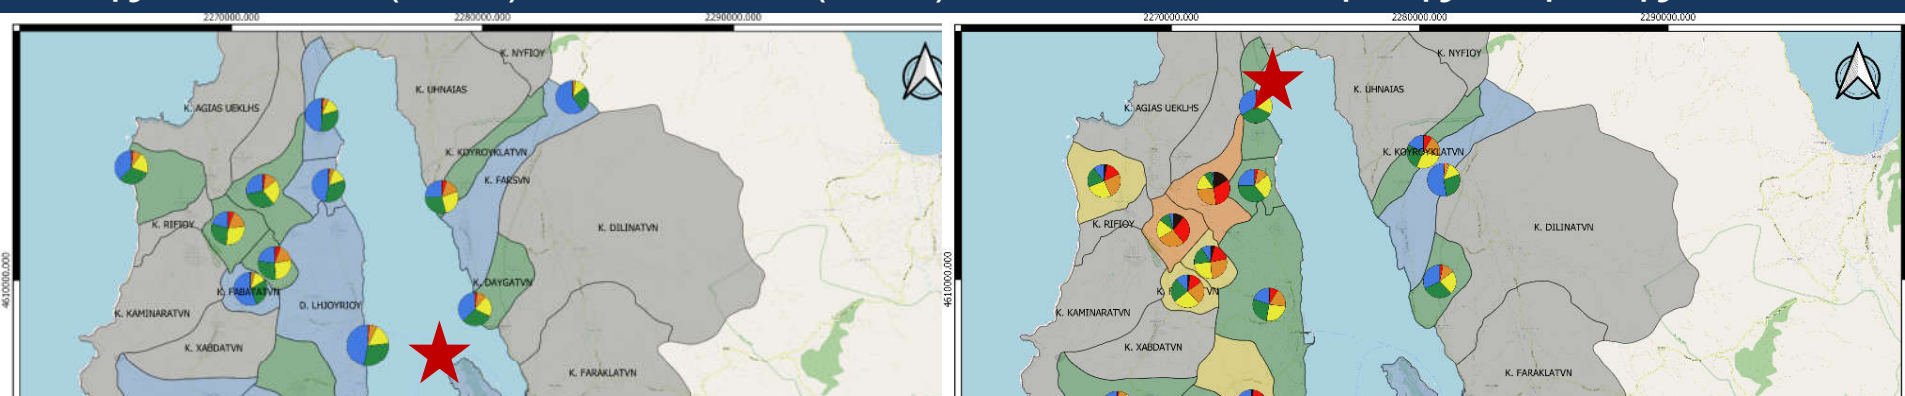 2270000.000 2280000.000 2290000.000
K. NYFIOY
K. UHNAIAS
K. AGIAS UEKLHS
K. KOYROYKLATVN
K. FARSVN
K. RIFIOY
K. DILINATVN
K. DAYGATVN
K. FABATATVN
D. LHJOYRIOY
K. KAMINARATVN
K. XABDATVN
K. FARAKLATVN
4610000.000
2270000.000 2280000.000 2290000.000
K. NYFIOY
K. UHNAIAS
K. AGIAS UEKLHS
K. KOYROYKLATVN
K. RIFIOY
K. DILINATVN
K. KAMINARATVN
K. XABDATVN
K. FARAKLATVN
4610000.000